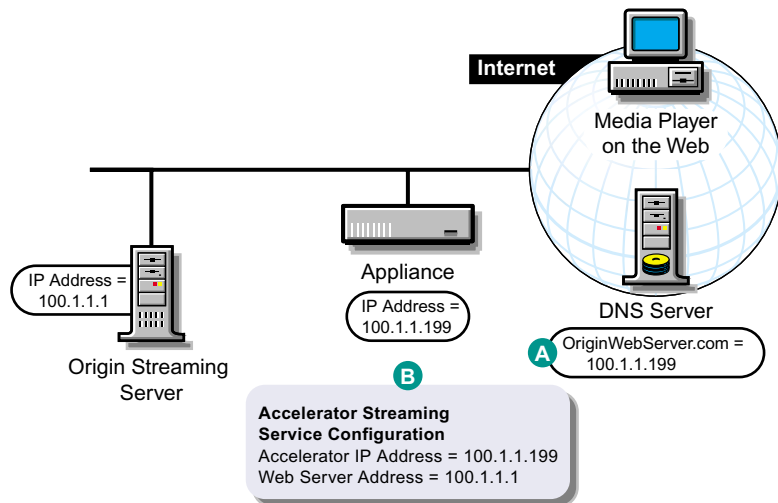 Internet
Media Player
on the Web
IP Address =
100.1.1.1
Origin Streaming
Server
Appliance
IP Address =
100.1.1.199
DNS Server
A
OriginWebServer.com =
100.1.1.199
B
Accelerator Streaming
Service Configuration
Accelerator IP Address = 100.1.1.199
Web Server Address = 100.1.1.1